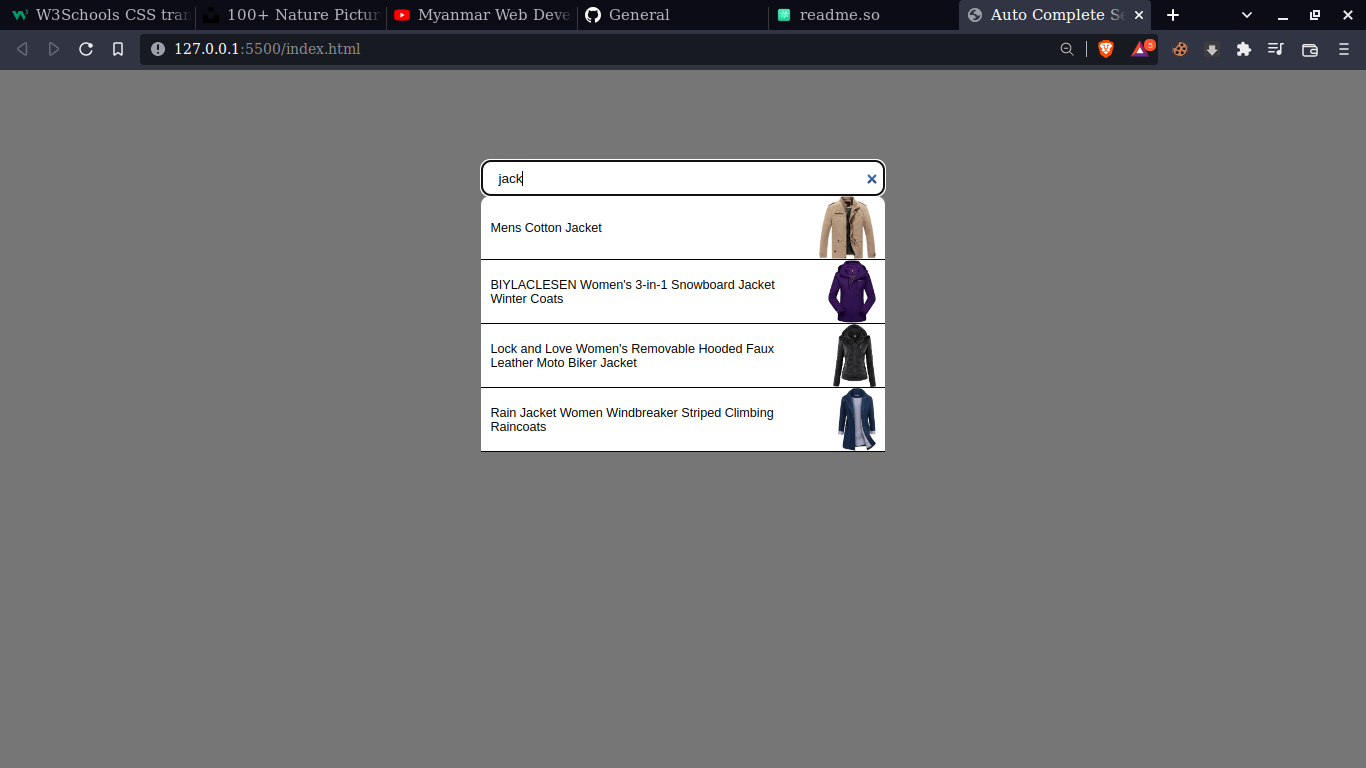 W3Schools CSS tran
100+ Nature Pictur
Myanmar Web Deve
General
readme.so
Auto Complete Se
127.0.0.1:5500/index.html
jack
Mens Cotton Jacket
BIYLACLESEN Women's 3-in-1 Snowboard Jacket
Winter Coats
Lock and Love Women's Removable Hooded Faux
Leather Moto Biker Jacket
Rain Jacket Women Windbreaker Striped Climbing
Raincoats